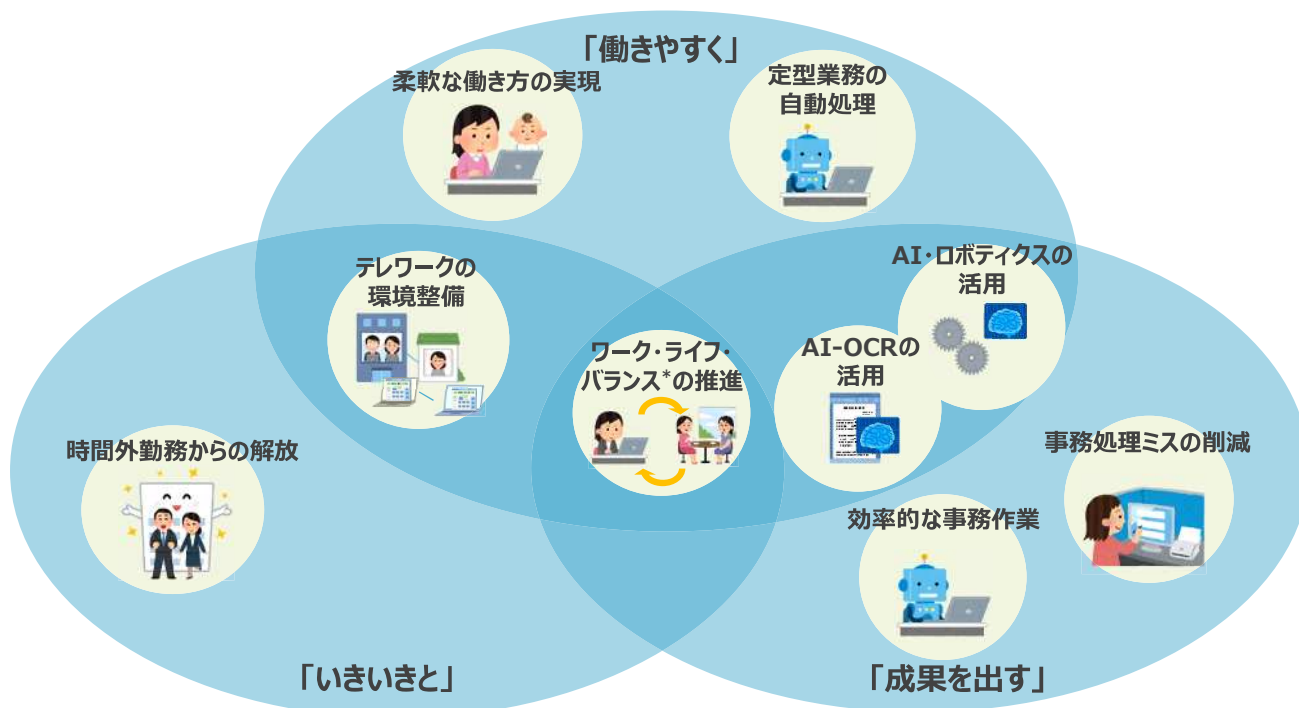 「働きやすく」
柔軟な働き方の実現
定型業務の
自動処理
テレワークの
環境整備
AI・ロボティクスの
活用
ワーク・ライフ・
バランス*の推進
AI-OCRの
活用
時間外勤務からの解放
事務処理ミスの削減
効率的な事務作業
「いきいきと」
「成果を出す」